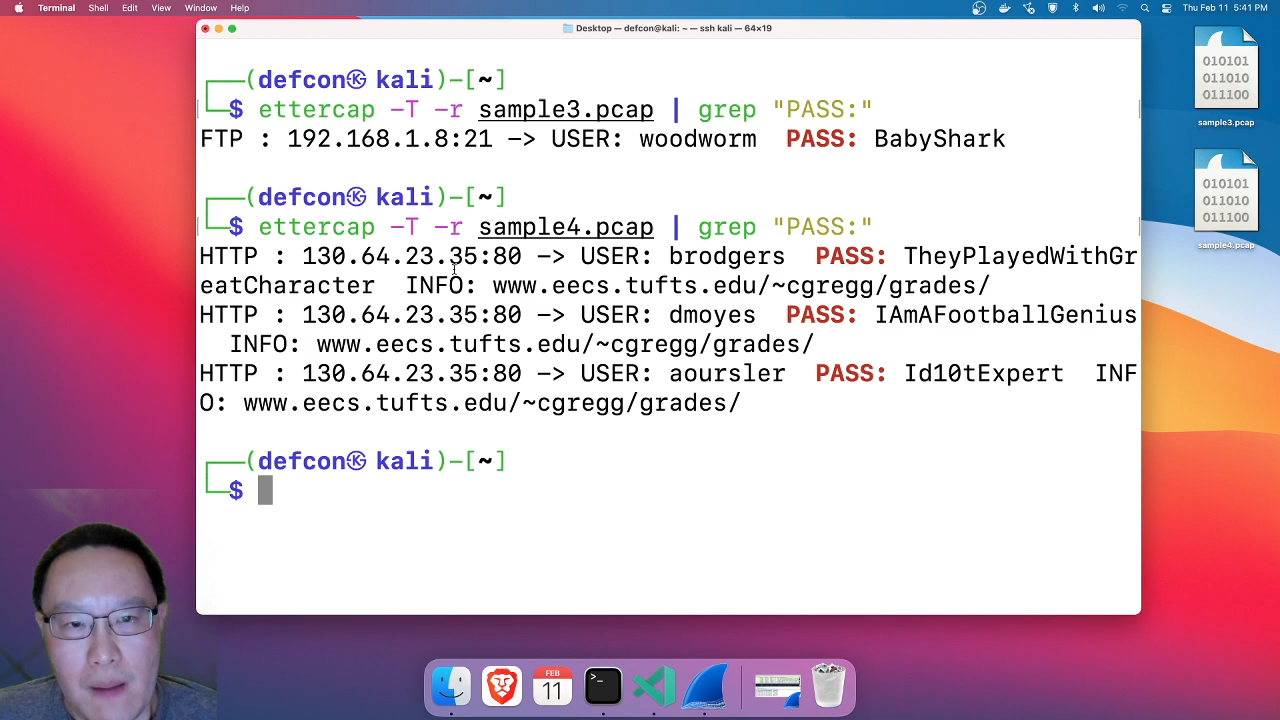 Terminal Shell Edit View Window Help
Thu Feb 11 5:41 PM
Desktop — defcon@kali: ~ — ssh kali — 64×19
┌──(defcon㉿kali)-[~]
└─$ ettercap -T -r sample3.pcap | grep "PASS:"
FTP : 192.168.1.8:21 -> USER: woodworm  PASS: BabyShark
┌──(defcon㉿kali)-[~]
└─$ ettercap -T -r sample4.pcap | grep "PASS:"
HTTP : 130.64.23.35:80 -> USER: brodgers  PASS: TheyPlayedWithGr
eatCharacter  INFO: www.eecs.tufts.edu/~cgregg/grades/
HTTP : 130.64.23.35:80 -> USER: dmoyes  PASS: IAmAFootballGenius
  INFO: www.eecs.tufts.edu/~cgregg/grades/
HTTP : 130.64.23.35:80 -> USER: aoursler  PASS: Id10tExpert  INF
O: www.eecs.tufts.edu/~cgregg/grades/
┌──(defcon㉿kali)-[~]
└─$
010101
011010
011100
sample3.pcap
010101
011010
011100
sample4.pcap
FEB
11
>_